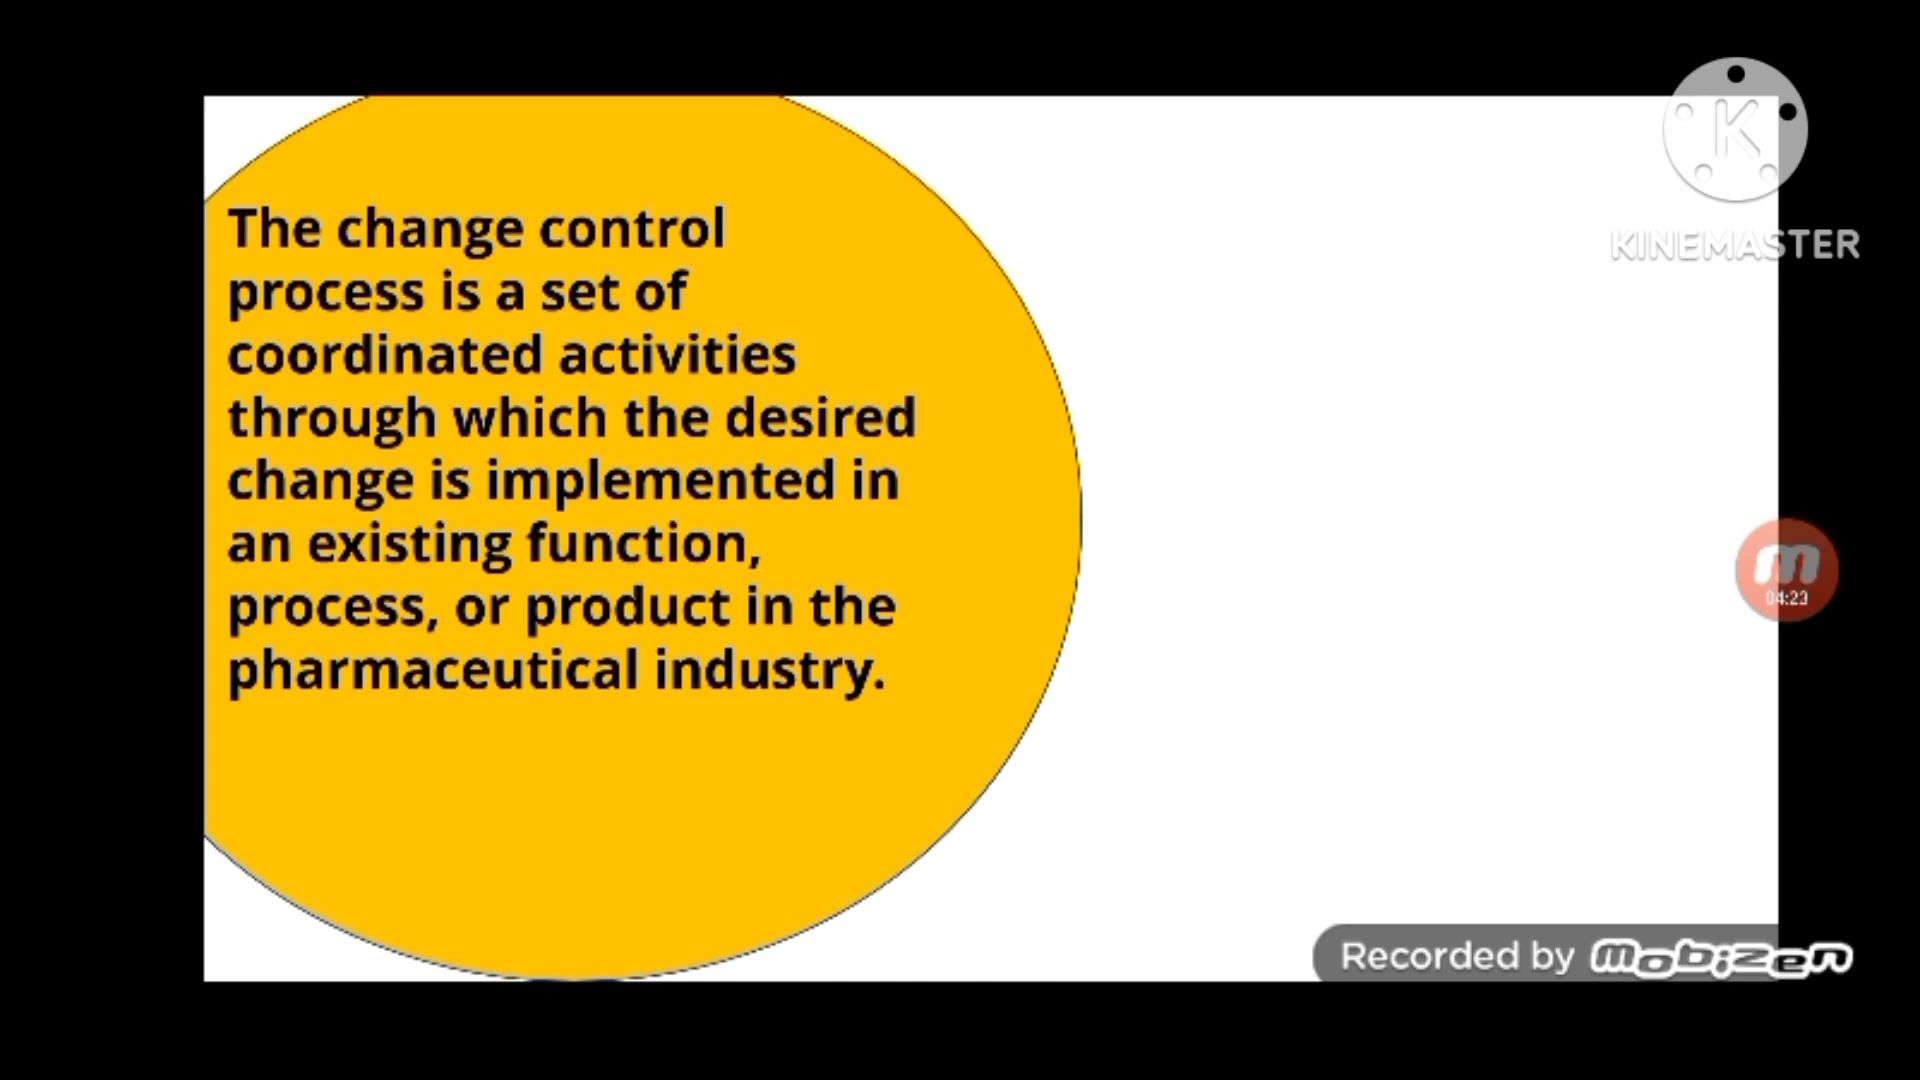 The change control
process is a set of
coordinated activities
through which the desired
change is implemented in
an existing function,
process, or product in the
pharmaceutical industry.
K
KINEMASTER
m
04:23
Recorded by Mobizen